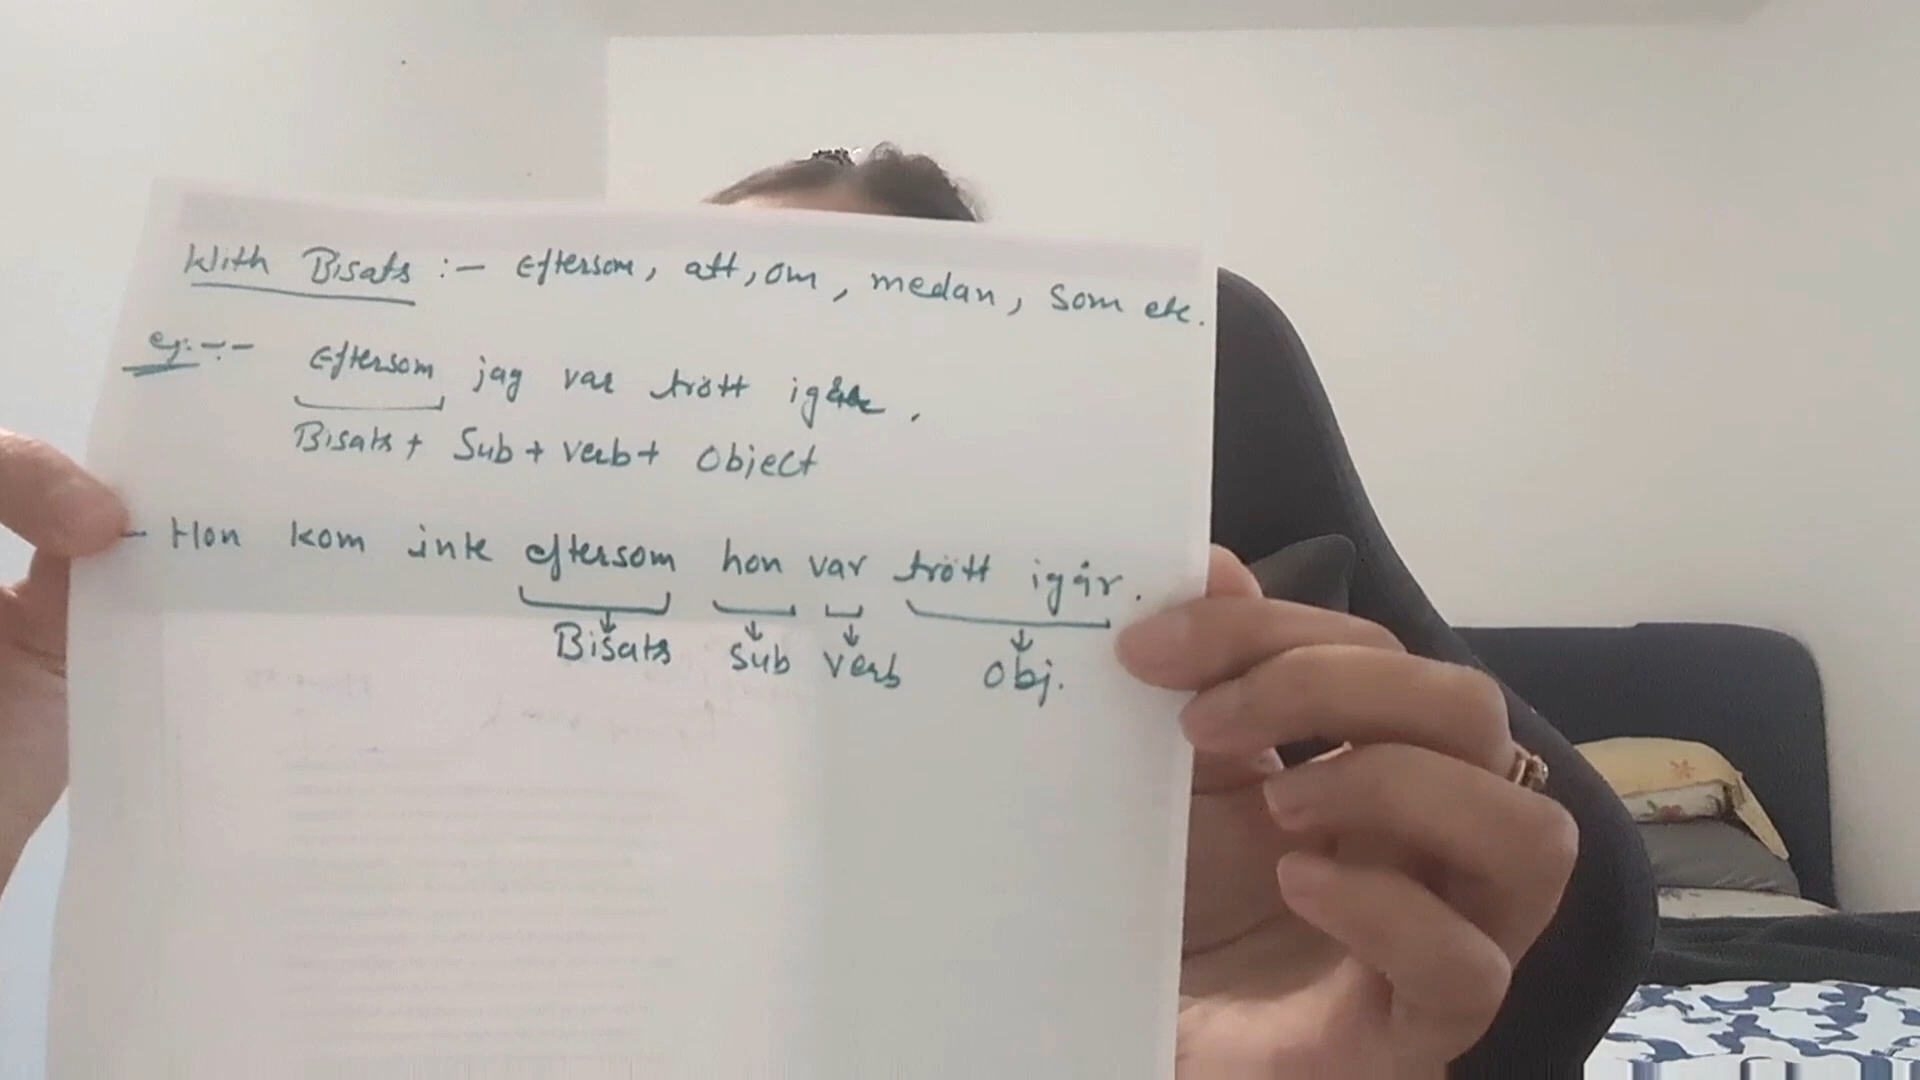 With Bisats :- Eftersom, att, om, medan, som etc.
eg:-- Eftersom jag var trött igår.
Bisats + Sub + verb + Object
- Hon kom inte eftersom hon var trött igår.
Bisats sub verb obj.